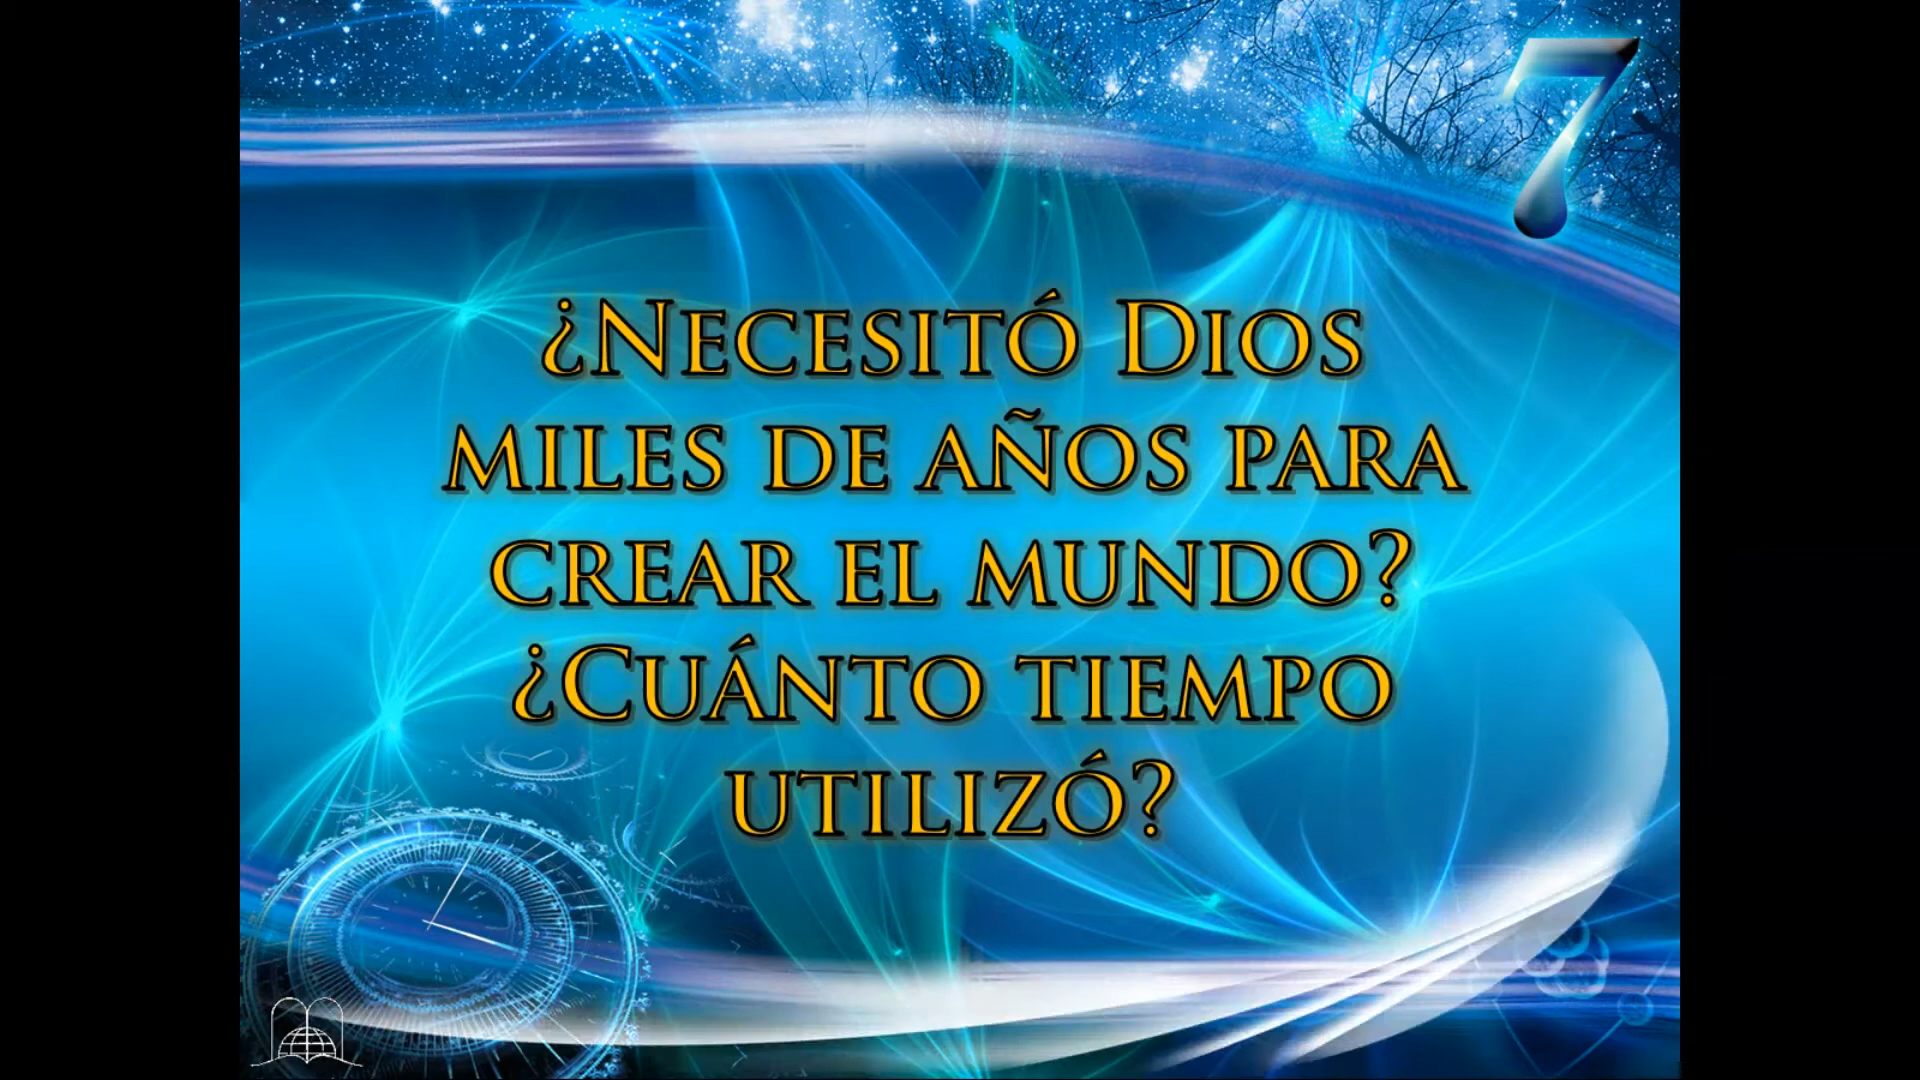 7
¿Necesitó Dios
miles de años para
crear el mundo?
¿Cuánto tiempo
utilizó?